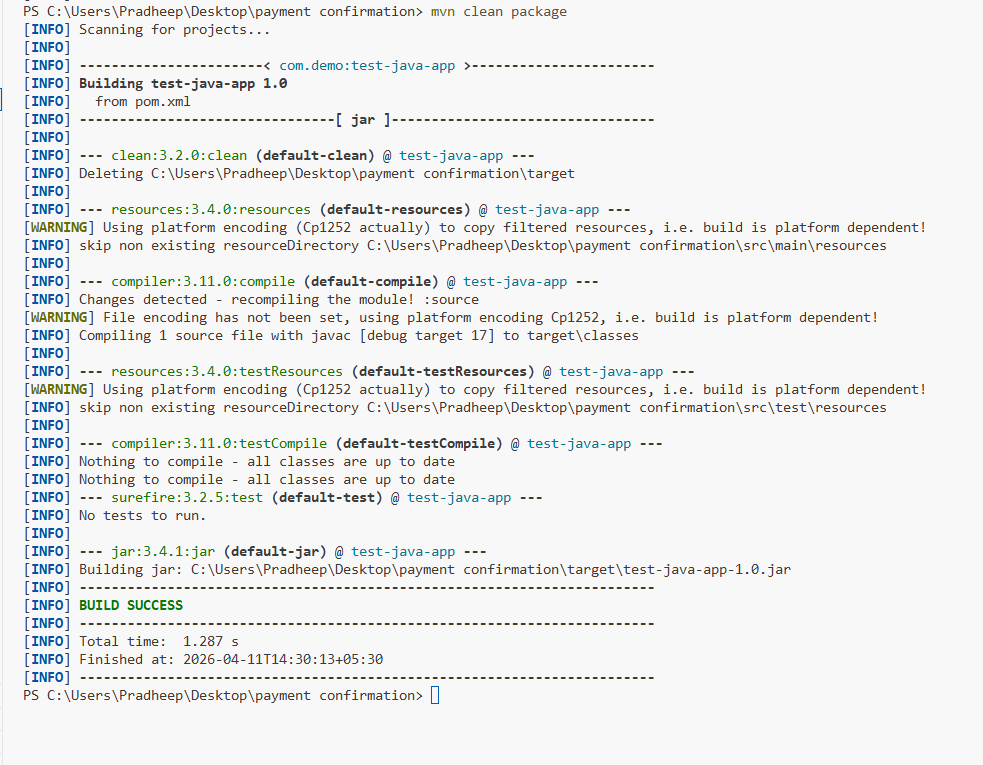 PS C:\Users\Pradheep\Desktop\payment confirmation> mvn clean package
[INFO] Scanning for projects...
[INFO]
[INFO] -----------------------< com.demo:test-java-app >-----------------------
[INFO] Building test-java-app 1.0
[INFO]   from pom.xml
[INFO] --------------------------------[ jar ]---------------------------------
[INFO]
[INFO] --- clean:3.2.0:clean (default-clean) @ test-java-app ---
[INFO] Deleting C:\Users\Pradheep\Desktop\payment confirmation\target
[INFO]
[INFO] --- resources:3.4.0:resources (default-resources) @ test-java-app ---
[WARNING] Using platform encoding (Cp1252 actually) to copy filtered resources, i.e. build is platform dependent!
[INFO] skip non existing resourceDirectory C:\Users\Pradheep\Desktop\payment confirmation\src\main\resources
[INFO]
[INFO] --- compiler:3.11.0:compile (default-compile) @ test-java-app ---
[INFO] Changes detected - recompiling the module! :source
[WARNING] File encoding has not been set, using platform encoding Cp1252, i.e. build is platform dependent!
[INFO] Compiling 1 source file with javac [debug target 17] to target\classes
[INFO]
[INFO] --- resources:3.4.0:testResources (default-testResources) @ test-java-app ---
[WARNING] Using platform encoding (Cp1252 actually) to copy filtered resources, i.e. build is platform dependent!
[INFO] skip non existing resourceDirectory C:\Users\Pradheep\Desktop\payment confirmation\src\test\resources
[INFO]
[INFO] --- compiler:3.11.0:testCompile (default-testCompile) @ test-java-app ---
[INFO] Nothing to compile - all classes are up to date
[INFO] Nothing to compile - all classes are up to date
[INFO] --- surefire:3.2.5:test (default-test) @ test-java-app ---
[INFO] No tests to run.
[INFO]
[INFO] --- jar:3.4.1:jar (default-jar) @ test-java-app ---
[INFO] Building jar: C:\Users\Pradheep\Desktop\payment confirmation\target\test-java-app-1.0.jar
[INFO] ------------------------------------------------------------------------
[INFO] BUILD SUCCESS
[INFO] ------------------------------------------------------------------------
[INFO] Total time:  1.287 s
[INFO] Finished at: 2026-04-11T14:30:13+05:30
[INFO] ------------------------------------------------------------------------
PS C:\Users\Pradheep\Desktop\payment confirmation>